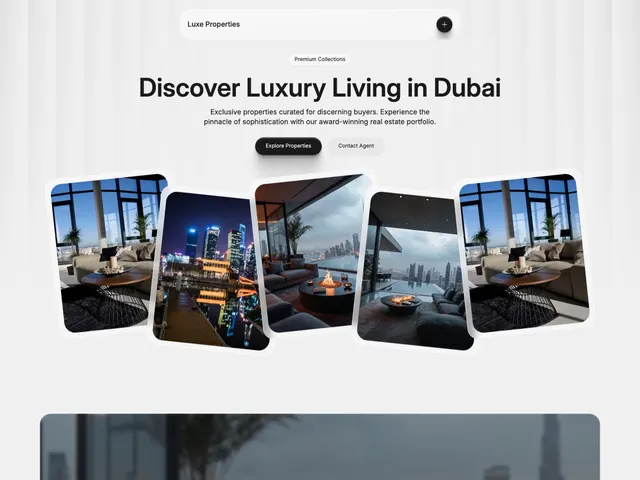 Luxe Properties
Premium Collections
Discover Luxury Living in Dubai
Exclusive properties curated for discerning buyers. Experience the
pinnacle of sophistication with our award-winning real estate portfolio.
Explore Properties
Contact Agent